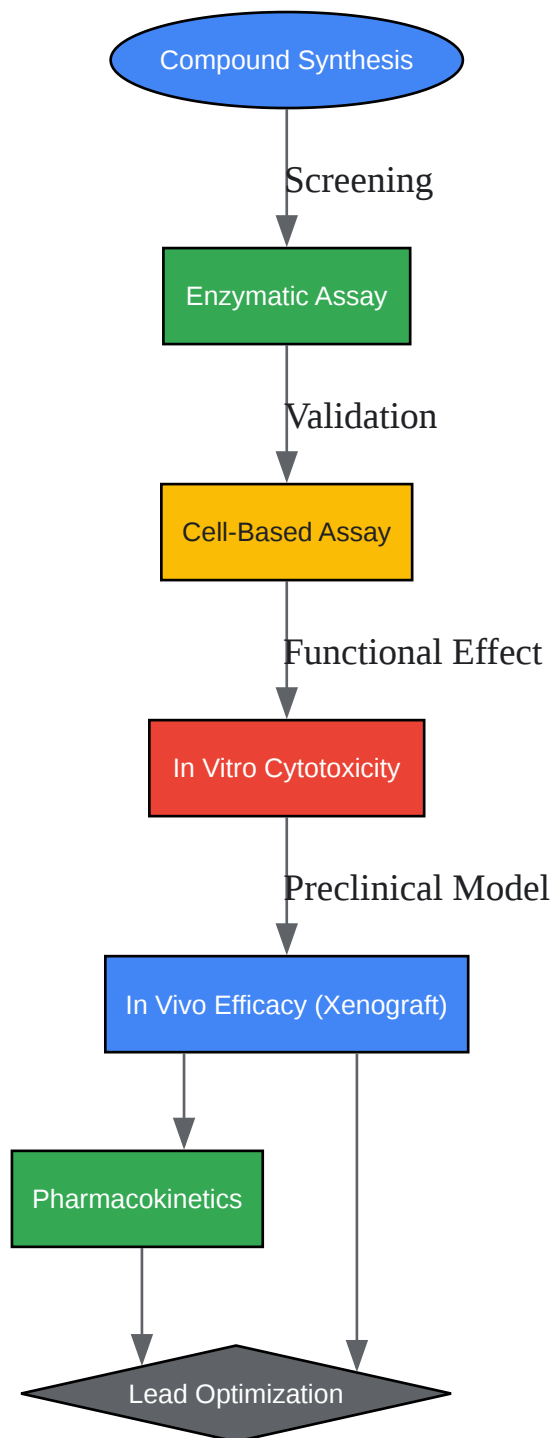 Compound Synthesis
Screening
Enzymatic Assay
Validation
Cell-Based Assay
Functional Effect
In Vitro Cytotoxicity
Preclinical Model
In Vivo Efficacy (Xenograft)
Pharmacokinetics
Lead Optimization